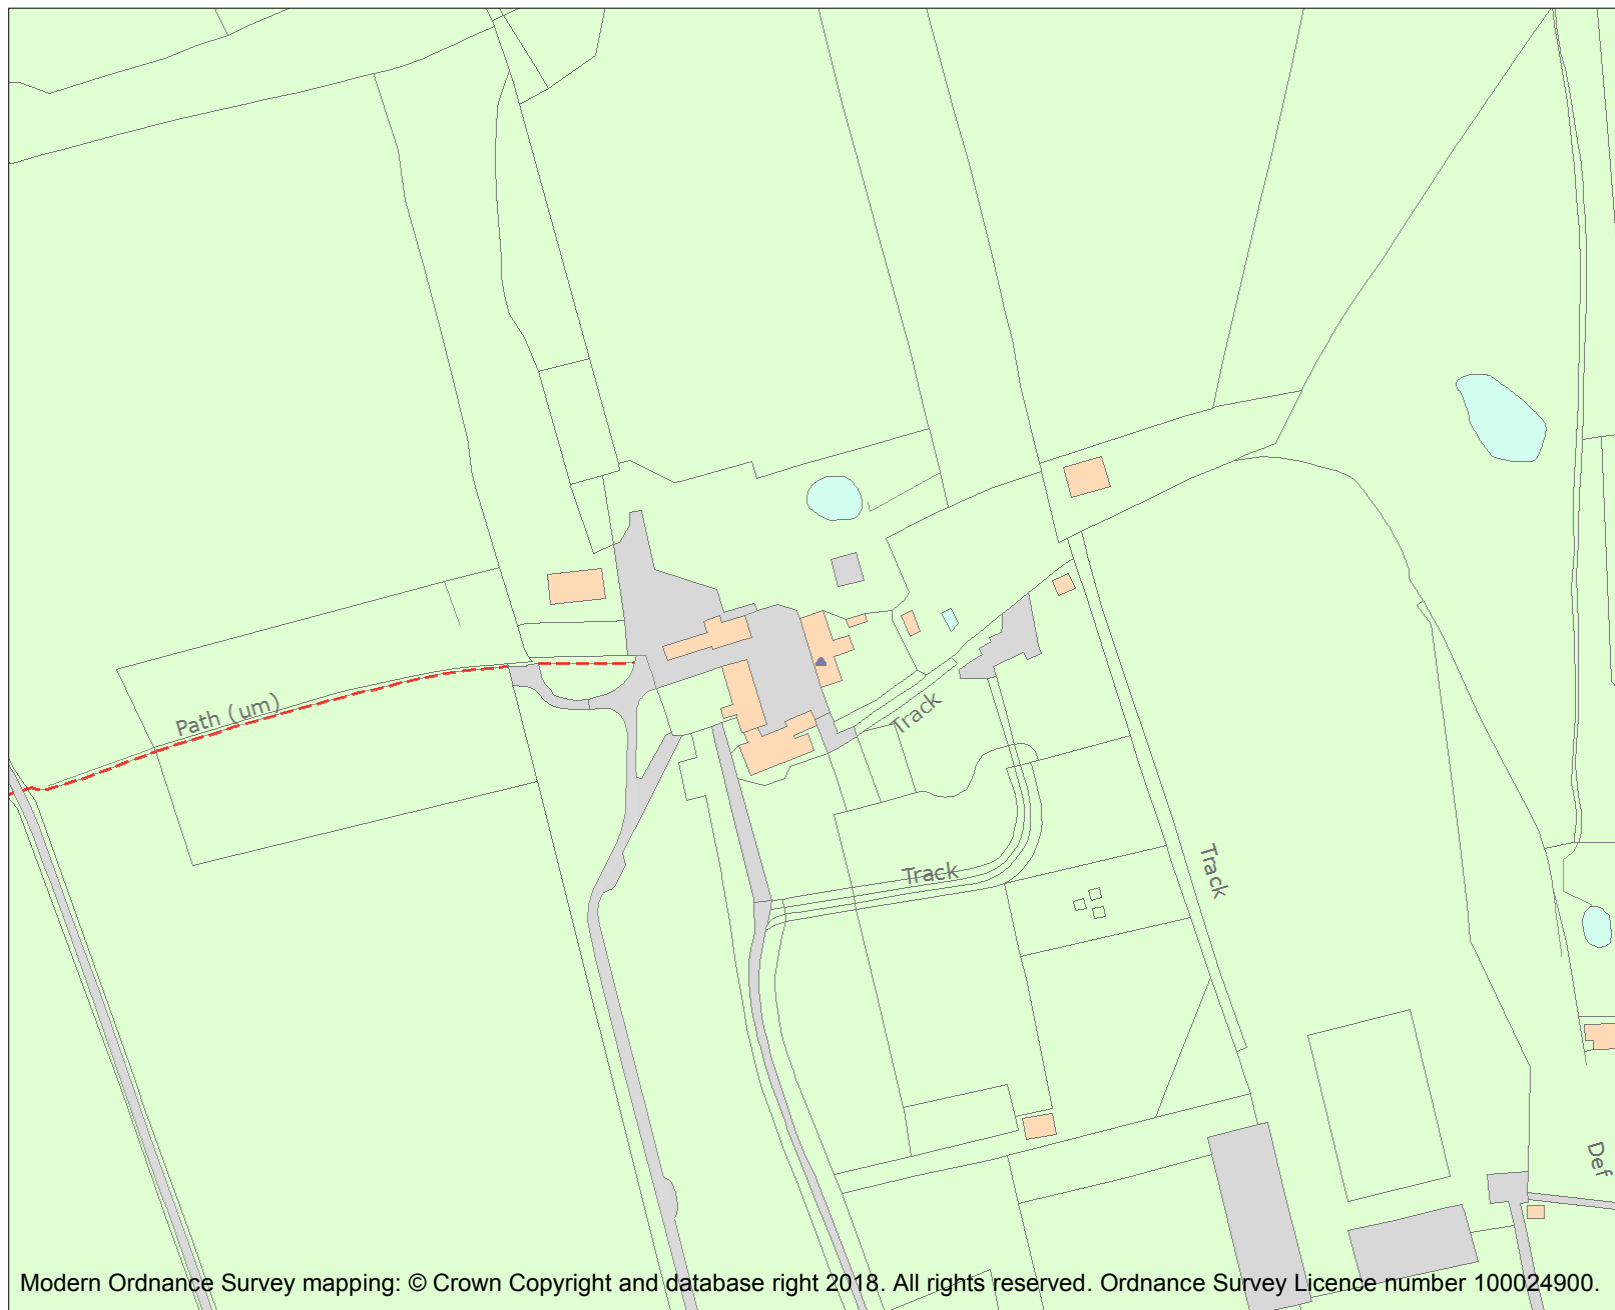 Path (um)
Track
Track
Track
Def
Modern Ordnance Survey mapping: © Crown Copyright and database right 2018. All rights reserved. Ordnance Survey Licence number 100024900.